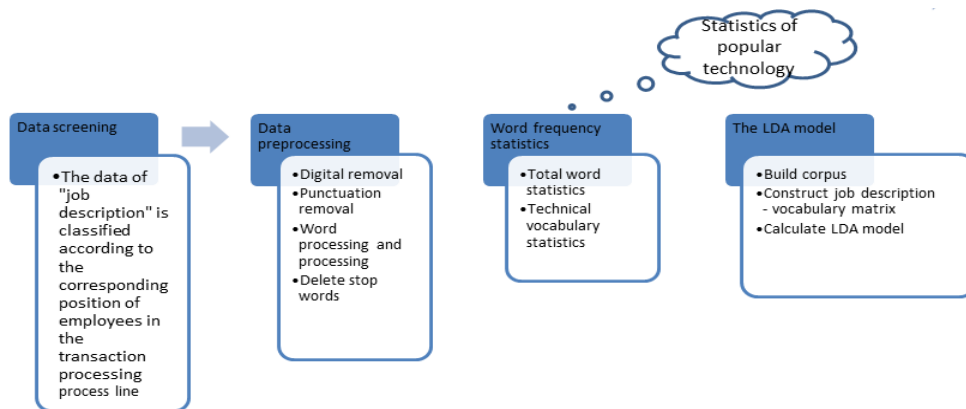 Statistics of
popular
technology
Data screening
•The data of
"job
description" is
classified
according to
the
corresponding
position of
employees in
the
transaction
processing
process line
Data
preprocessing
•Digital removal
•Punctuation
removal
•Word
processing and
processing
•Delete stop
words
Word frequency
statistics
•Total word
statistics
•Technical
vocabulary
statistics
The LDA model
•Build corpus
•Construct job description
- vocabulary matrix
•Calculate LDA model